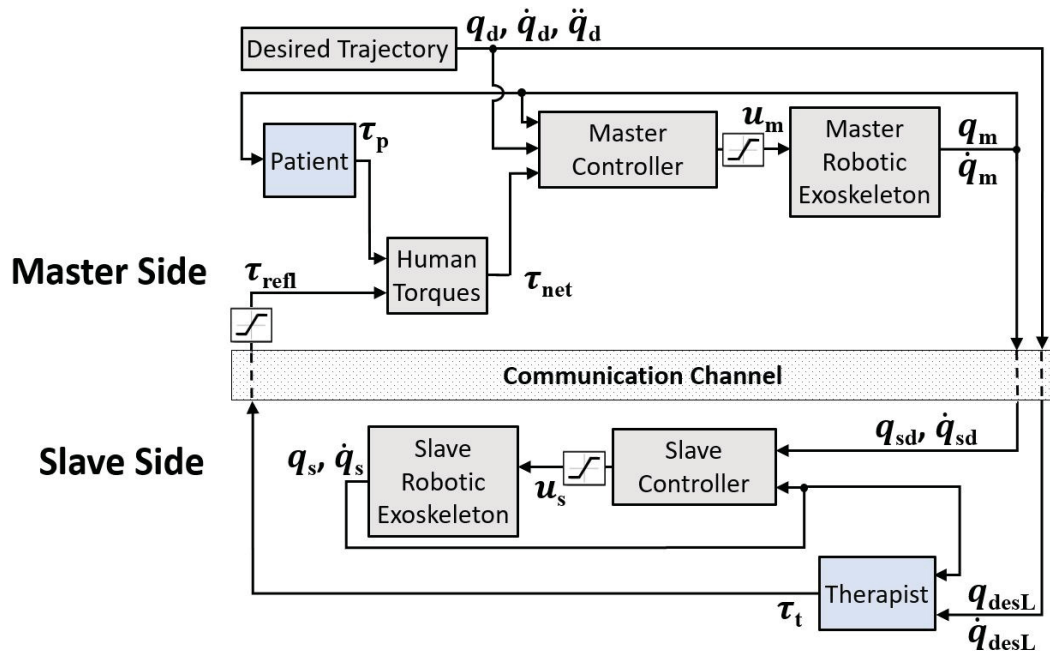 q_d, q̇_d, q̈_d
Desired Trajectory
Patient
τ_p
Master
Controller
u_m
Master
Robotic
Exoskeleton
q_m
q̇_m
Master Side
τ_refl
Human
Torques
τ_net
Communication Channel
Slave Side
q_s, q̇_s
Slave
Robotic
Exoskeleton
u_s
Slave
Controller
q_sd, q̇_sd
Therapist
τ_t
q_desL
q̇_desL